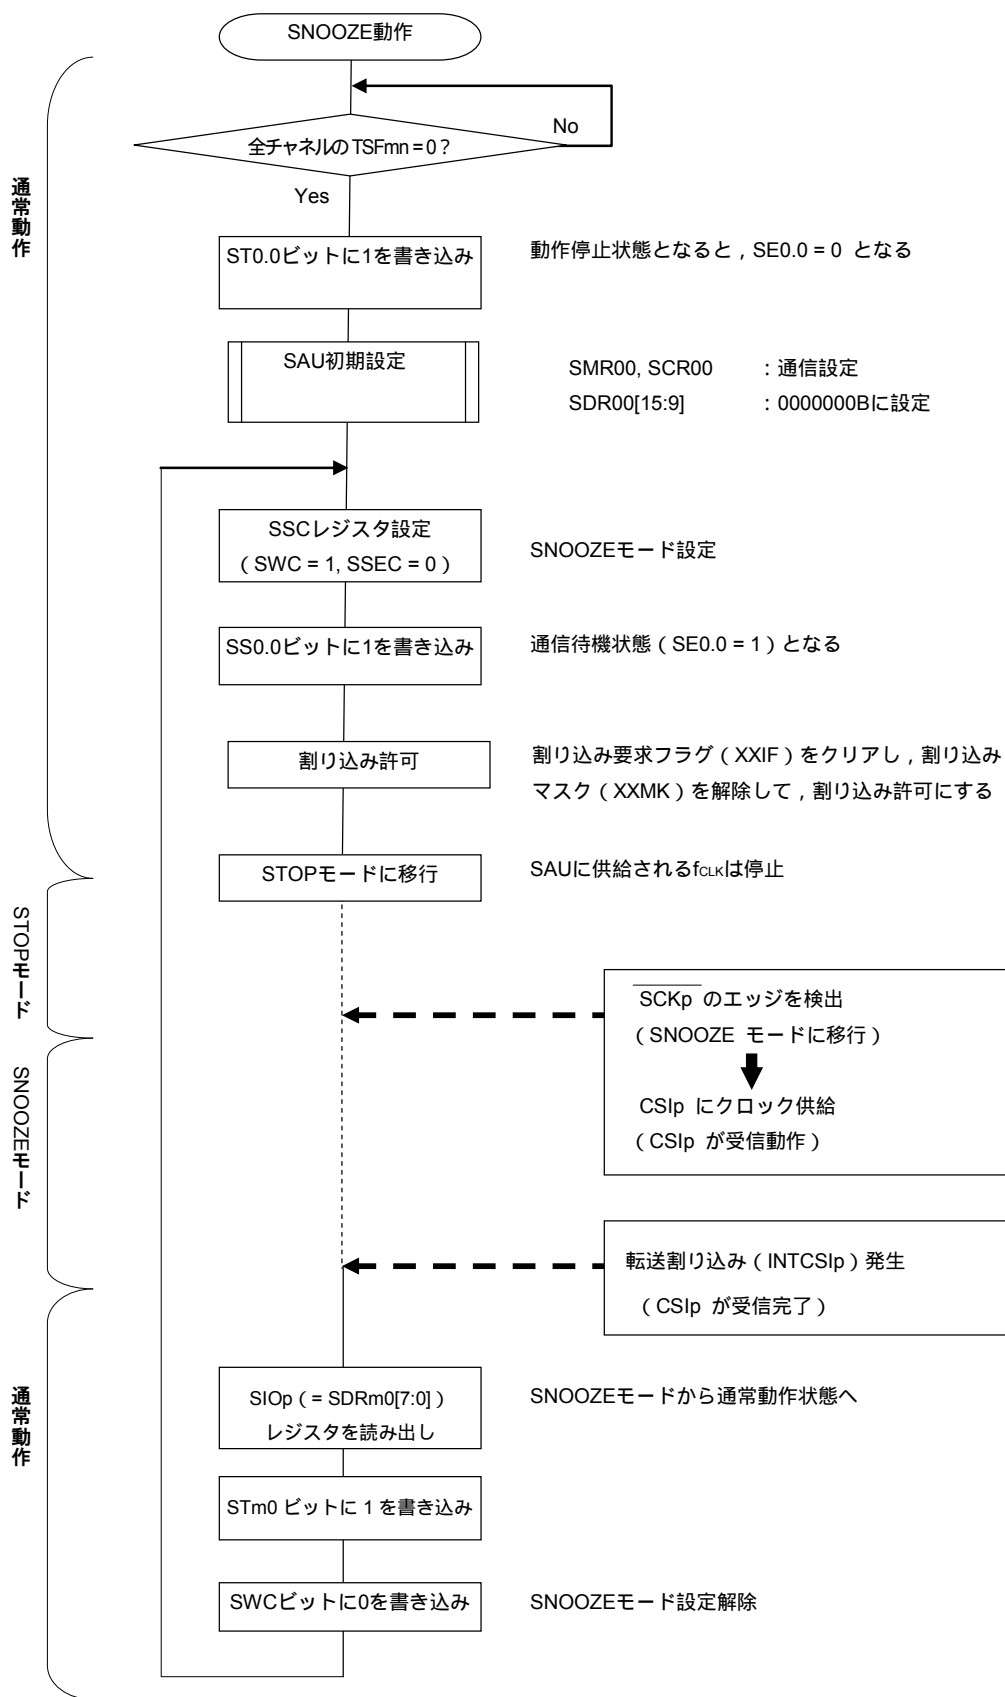 SNOOZE動作
No
全チャネルのTSFmn = 0？
Yes
通常動作
ST0.0ビットに1を書き込み
動作停止状態となると，SE0.0 = 0 となる
SAU初期設定
SMR00, SCR00 ：通信設定
SDR00[15:9] ：0000000Bに設定
SSCレジスタ設定
（SWC = 1, SSEC = 0）
SNOOZEモード設定
SS0.0ビットに1を書き込み
通信待機状態（SE0.0 = 1）となる
割り込み許可
割り込み要求フラグ（XXIF）をクリアし，割り込み
マスク（XXMK）を解除して，割り込み許可にする
STOPモードに移行
SAUに供給されるfCLKは停止
STOPモード
SCKp のエッジを検出
（SNOOZE モードに移行）
CSIp にクロック供給
（CSIp が受信動作）
SNOOZEモード
転送割り込み（INTCSIp）発生
（CSIp が受信完了）
通常動作
SIOp（= SDRm0[7:0]）
レジスタを読み出し
SNOOZEモードから通常動作状態へ
STm0 ビットに 1 を書き込み
SWCビットに0を書き込み
SNOOZEモード設定解除